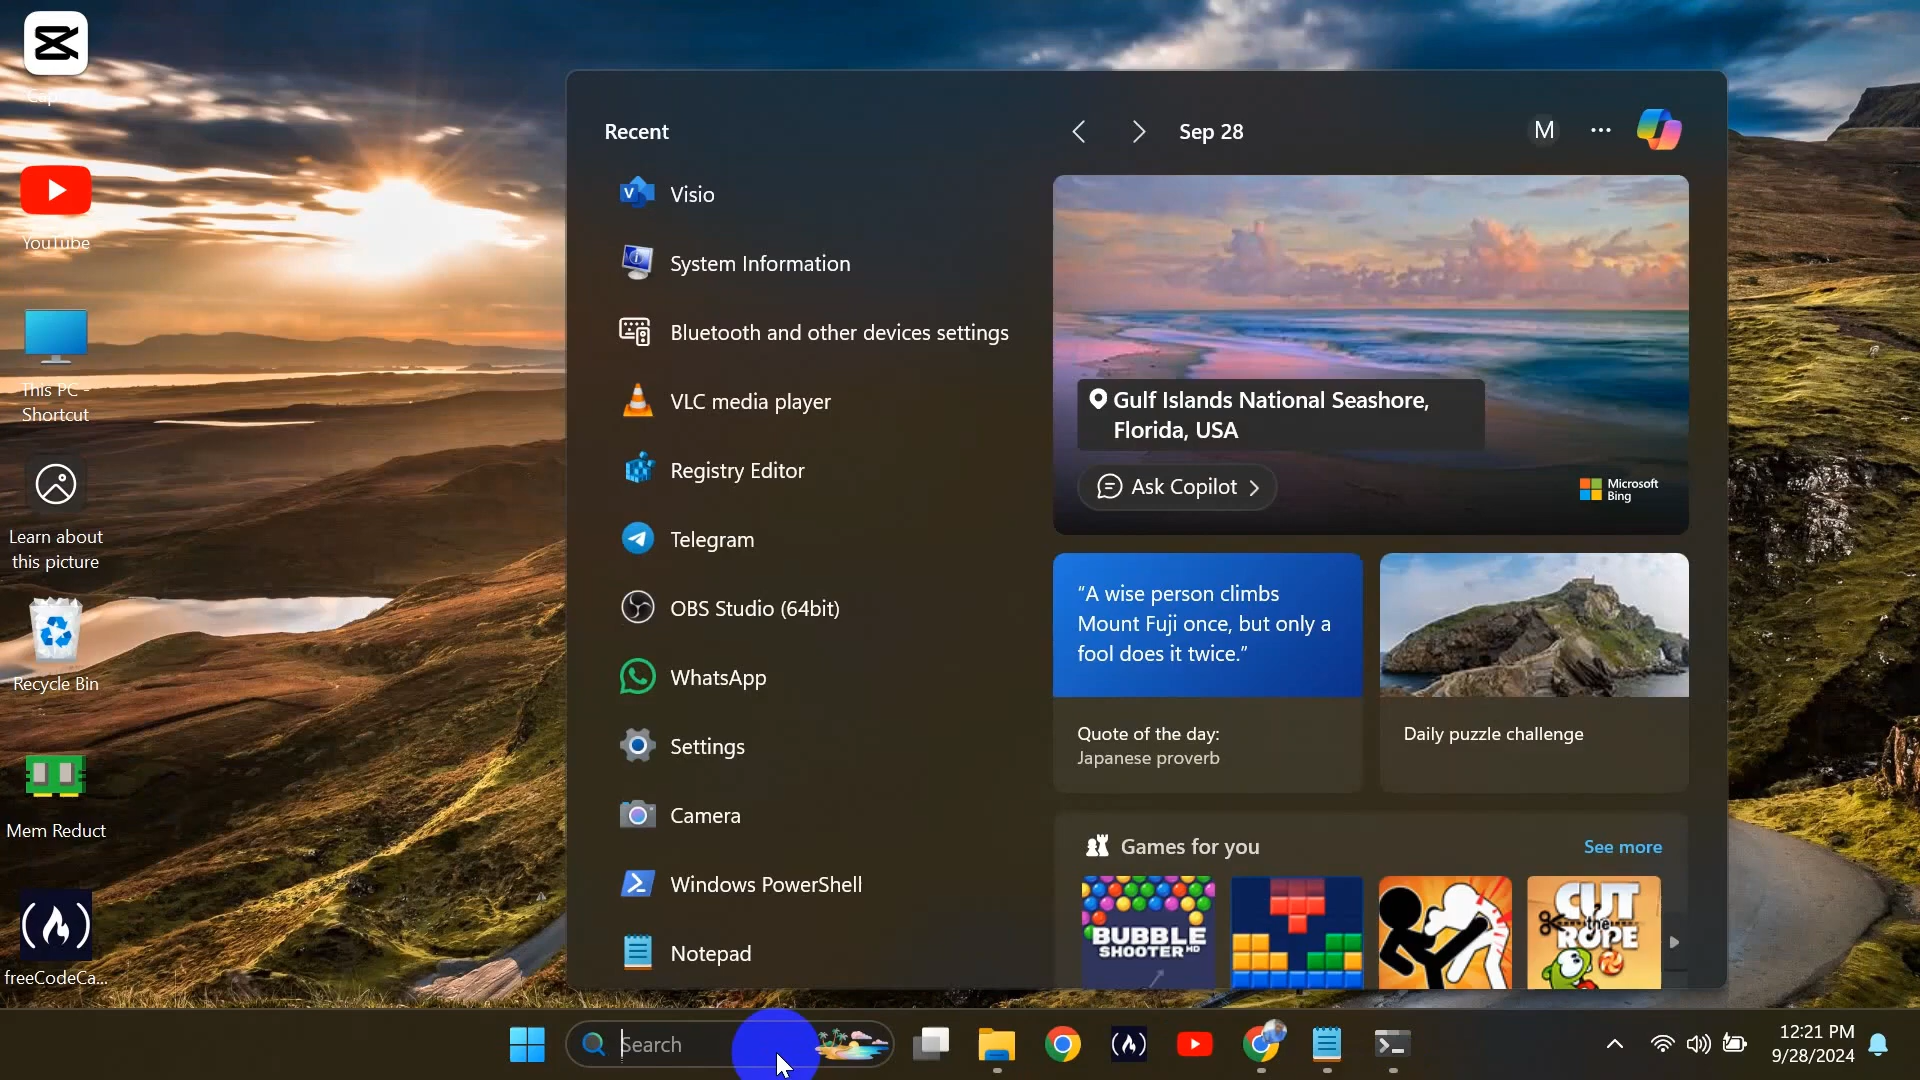 YouTube
This PC -
Shortcut
Learn about
this picture
Recycle Bin
Mem Reduct
freeCodeCa...
Recent
Visio
System Information
Bluetooth and other devices settings
VLC media player
Registry Editor
Telegram
OBS Studio (64bit)
WhatsApp
Settings
Camera
Windows PowerShell
Notepad
Sep 28
M
Gulf Islands National Seashore,
Florida, USA
Ask Copilot
Microsoft
Bing
“A wise person climbs
Mount Fuji once, but only a
fool does it twice.”
Quote of the day:
Japanese proverb
Daily puzzle challenge
Games for you
See more
BUBBLE
SHOOTER HD
CUT
the
ROPE
Search
12:21 PM
9/28/2024